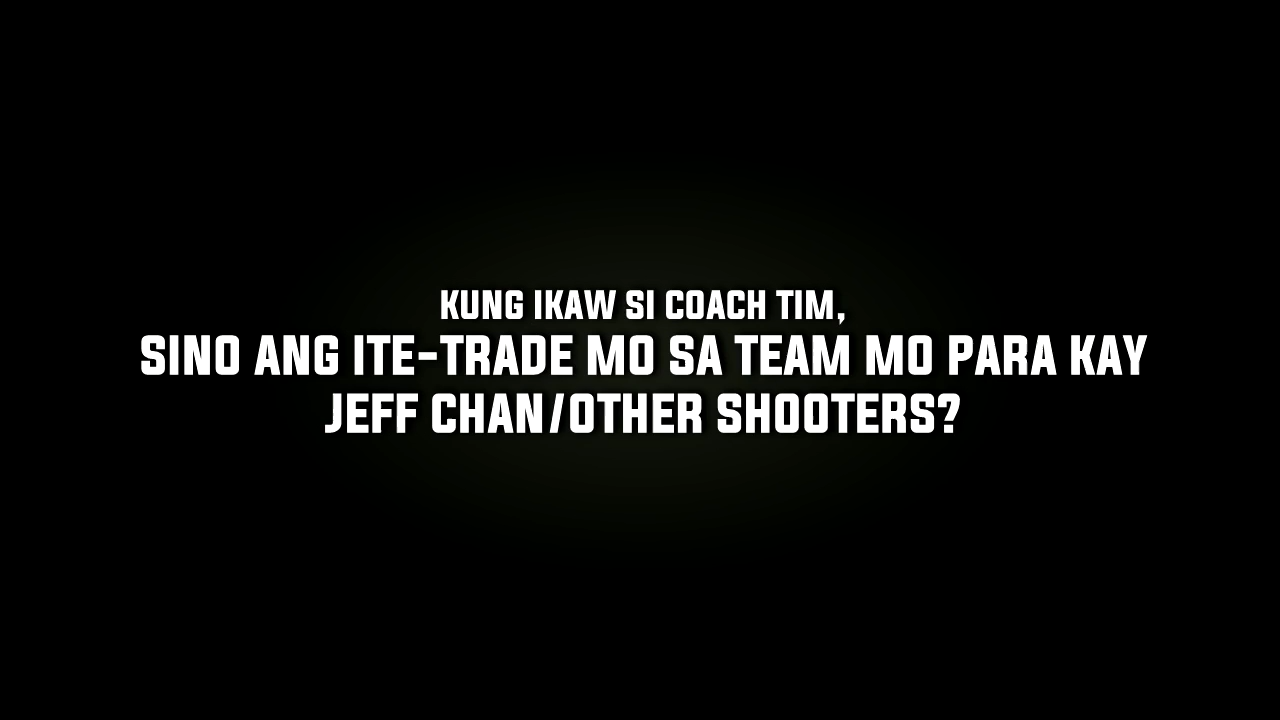 KUNG IKAW SI COACH TIM,
SINO ANG ITE-TRADE MO SA TEAM MO PARA KAY
JEFF CHAN/OTHER SHOOTERS?